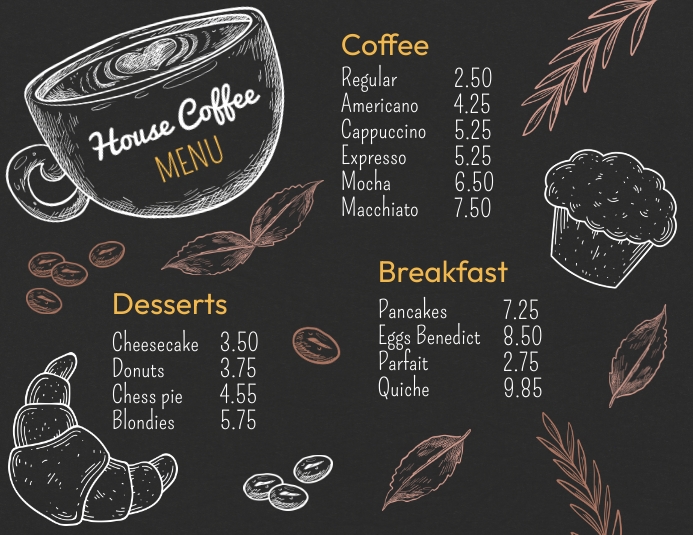 House Coffee
MENU
Coffee
Regular 2.50
Americano 4.25
Cappuccino 5.25
Expresso 5.25
Mocha 6.50
Macchiato 7.50
Breakfast
Pancakes 7.25
Eggs Benedict 8.50
Parfait 2.75
Quiche 9.85
Desserts
Cheesecake 3.50
Donuts 3.75
Chess pie 4.55
Blondies 5.75